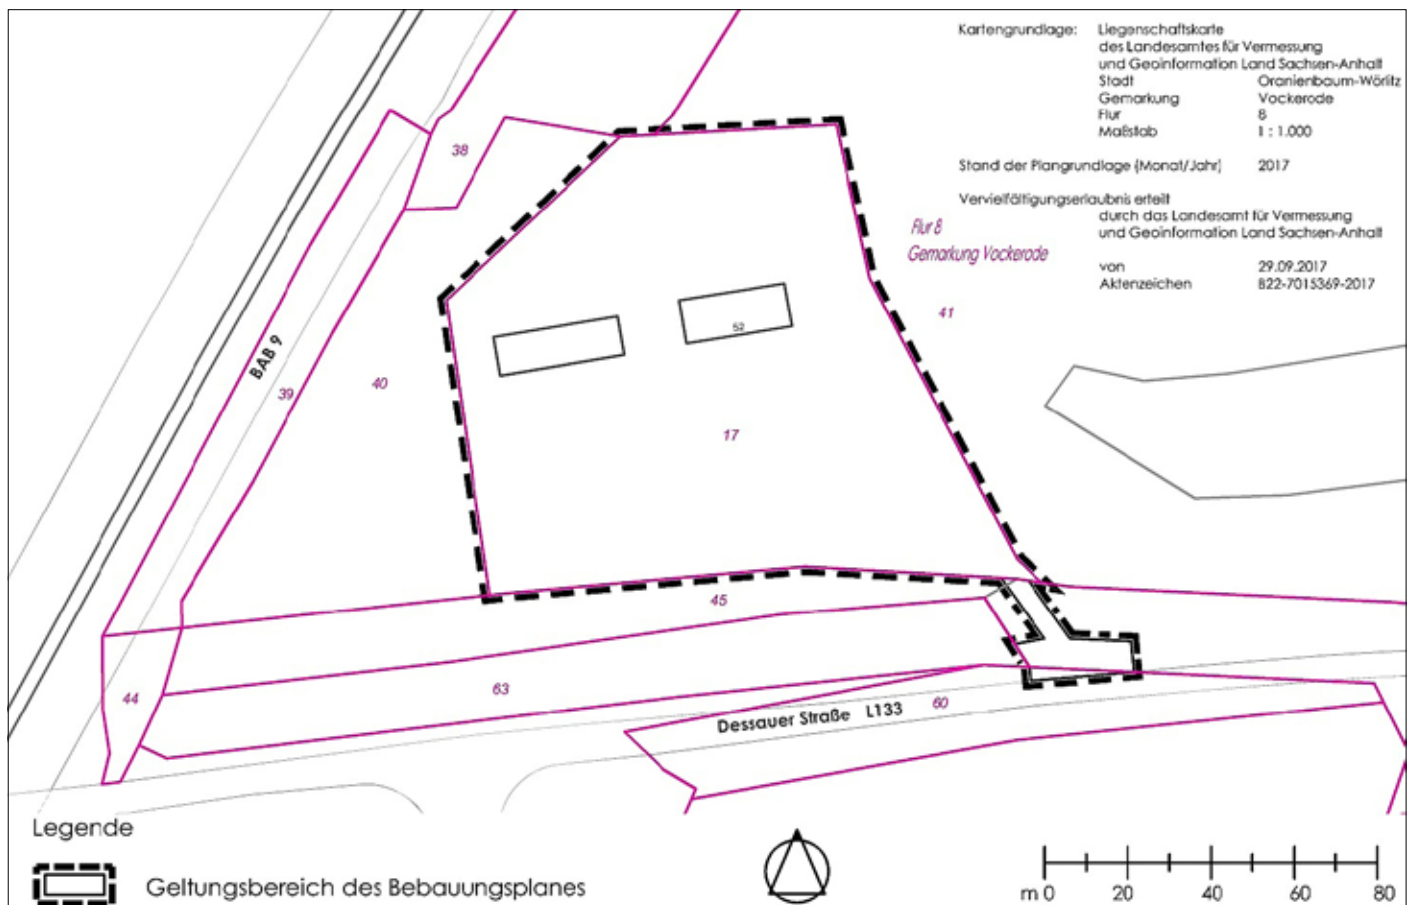 Kartengrundlage: Liegenschaftskarte
des Landesamtes für Vermessung
und Geoinformation Land Sachsen-Anhalt
Stadt Oranienbaum-Wörlitz
Gemarkung Vockerode
Flur 8
Maßstab 1 : 1.000
Stand der Plangrundlage (Monat/Jahr) 2017
Vervielfältigungserlaubnis erteilt
durch das Landesamt für Vermessung
und Geoinformation Land Sachsen-Anhalt
von 29.09.2017
Aktenzeichen B22-7015369-2017
38
Flur 8
Gemarkung Vockerode
41
52
BAB 9
39
40
17
45
44
63
60
Dessauer Straße L133
Legende
Geltungsbereich des Bebauungsplanes
m 0 20 40 60 80